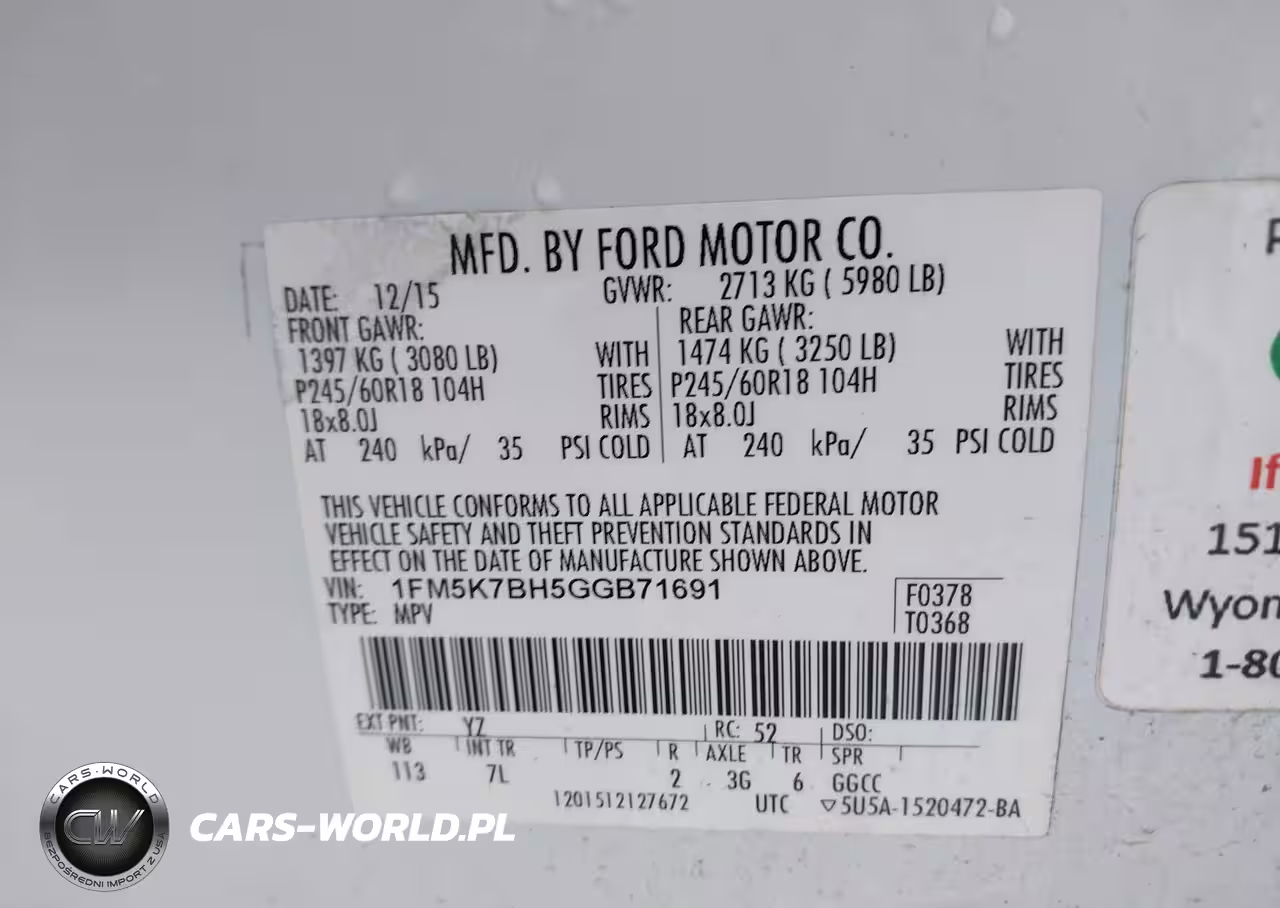 MFD. BY FORD MOTOR CO.
DATE: 12/15 GVWR: 2713 KG ( 5980 LB)
FRONT GAWR: REAR GAWR:
1397 KG ( 3080 LB) WITH 1474 KG ( 3250 LB) WITH
P245/60R18 104H TIRES P245/60R18 104H TIRES
18x8.0J RIMS 18x8.0J RIMS
AT 240 kPa/ 35 PSI COLD AT 240 kPa/ 35 PSI COLD
THIS VEHICLE CONFORMS TO ALL APPLICABLE FEDERAL MOTOR
VEHICLE SAFETY AND THEFT PREVENTION STANDARDS IN
EFFECT ON THE DATE OF MANUFACTURE SHOWN ABOVE.
VIN: 1FM5K7BH5GGB71691
TYPE: MPV
F0378
T0368
EXT PNT: YZ RC: 52 DSO:
WB INT TR TP/PS R AXLE TR SPR
113 7L 2 3G 6 GGCC
1201512127672 UTC ▽5U5A-1520472-BA
If
151
Wyom
1-80
CARS-WORLD
CW
BEZPOŚREDNI IMPORT Z USA
CARS-WORLD.PL